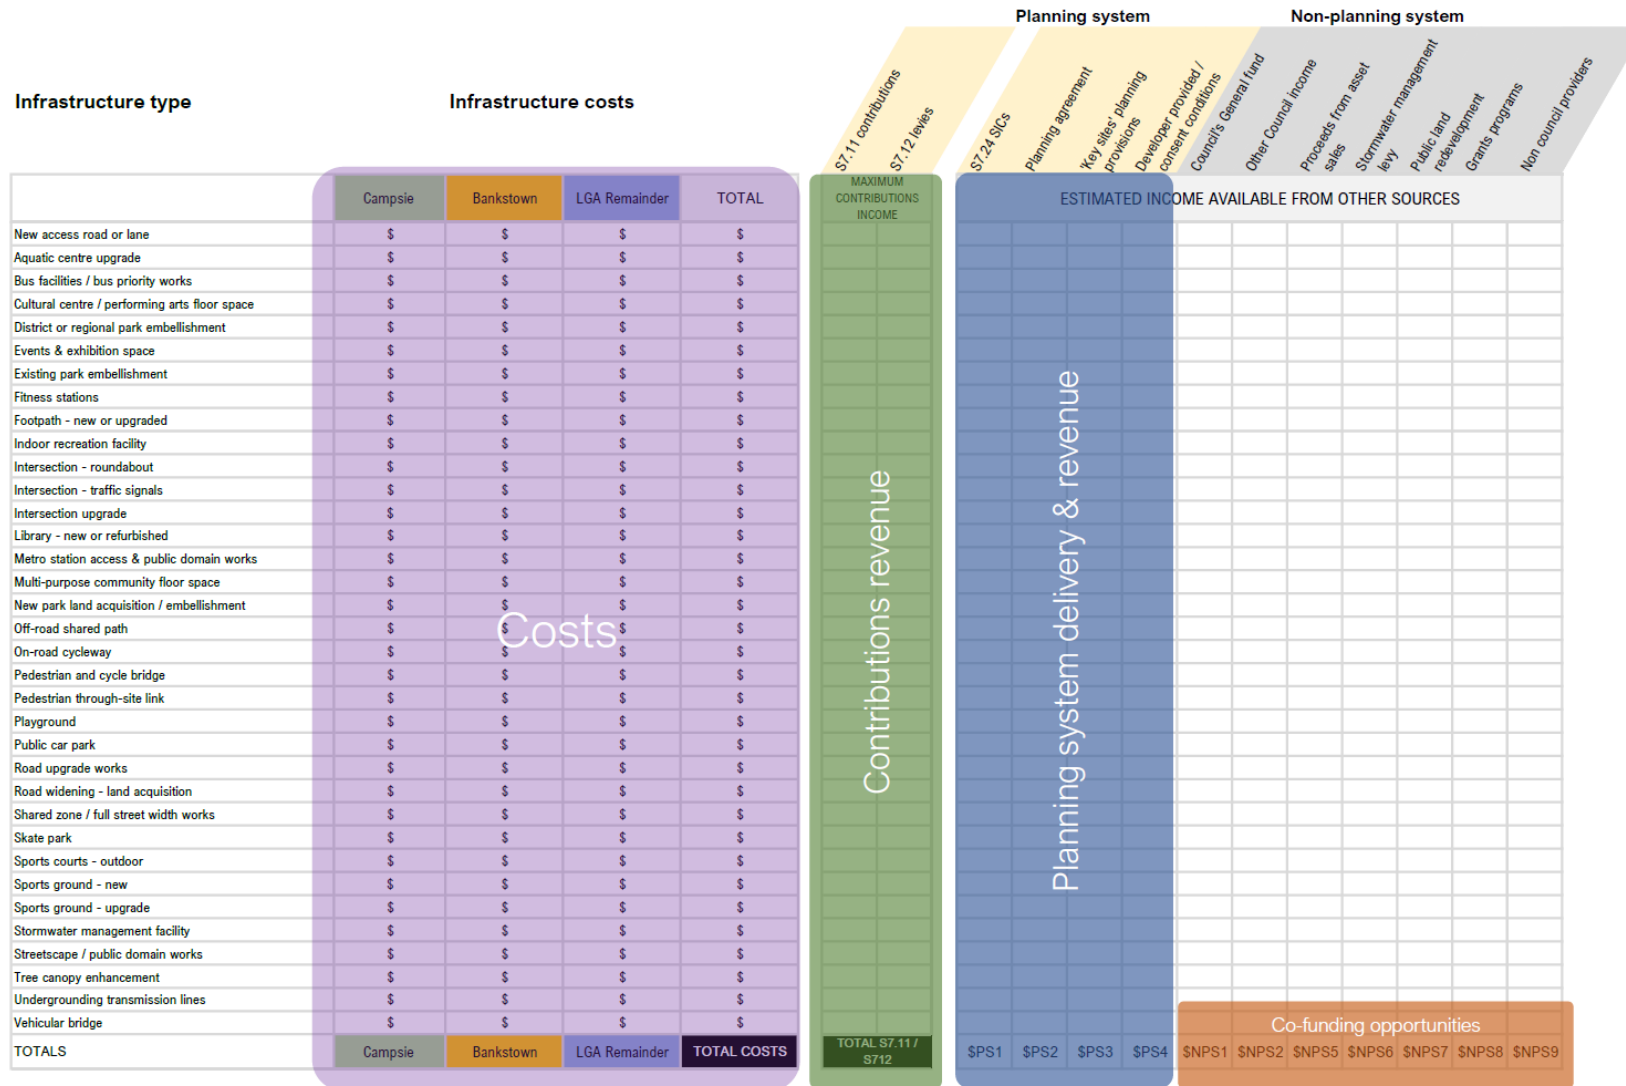 Planning system
Non-planning system
Infrastructure type
Infrastructure costs
S7.11 contributions
S7.12 levies
S7.24 SICs
Planning agreement
'Key sites' planning
provisions
Developer provided /
consent conditions
Council's General fund
Other Council income
Proceeds from asset
sales
Stormwater management
levy
Public land
redevelopment
Grants programs
Non council providers
Campsie Bankstown LGA Remainder TOTAL
MAXIMUM
CONTRIBUTIONS
INCOME
ESTIMATED INCOME AVAILABLE FROM OTHER SOURCES
New access road or lane $ $ $ $
Aquatic centre upgrade $ $ $ $
Bus facilities / bus priority works $ $ $ $
Cultural centre / performing arts floor space $ $ $ $
District or regional park embellishment $ $ $ $
Events & exhibition space $ $ $ $
Existing park embellishment $ $ $ $
Fitness stations $ $ $ $
Footpath - new or upgraded $ $ $ $
Indoor recreation facility $ $ $ $
Intersection - roundabout $ $ $ $
Intersection - traffic signals $ $ $ $
Intersection upgrade $ $ $ $
Library - new or refurbished $ $ $ $
Metro station access & public domain works $ $ $ $
Multi-purpose community floor space $ $ $ $
New park land acquisition / embellishment $ $ $ $
Off-road shared path $ $ $ $
On-road cycleway $ $ $ $
Pedestrian and cycle bridge $ $ $ $
Pedestrian through-site link $ $ $ $
Playground $ $ $ $
Public car park $ $ $ $
Road upgrade works $ $ $ $
Road widening - land acquisition $ $ $ $
Shared zone / full street width works $ $ $ $
Skate park $ $ $ $
Sports courts - outdoor $ $ $ $
Sports ground - new $ $ $ $
Sports ground - upgrade $ $ $ $
Stormwater management facility $ $ $ $
Streetscape / public domain works $ $ $ $
Tree canopy enhancement $ $ $ $
Undergrounding transmission lines $ $ $ $
Vehicular bridge $ $ $ $
Costs
Contributions revenue
Planning system delivery & revenue
Co-funding opportunities
TOTALS Campsie Bankstown LGA Remainder TOTAL COSTS
TOTAL S7.11 /
S712
$PS1 $PS2 $PS3 $PS4 $NPS1 $NPS2 $NPS5 $NPS6 $NPS7 $NPS8 $NPS9